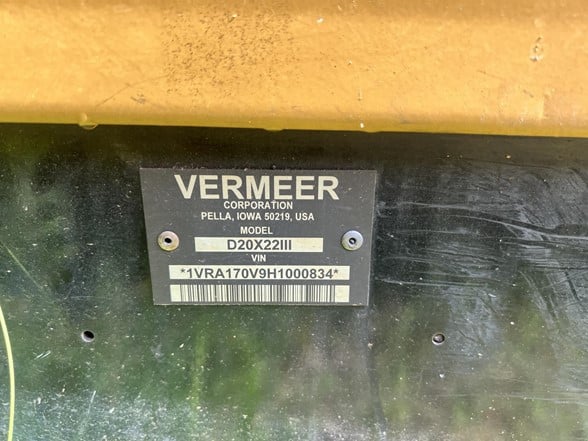 VERMEER
CORPORATION
PELLA, IOWA 50219, USA
MODEL
D20X22III
VIN
*1VRA170V9H1000834*